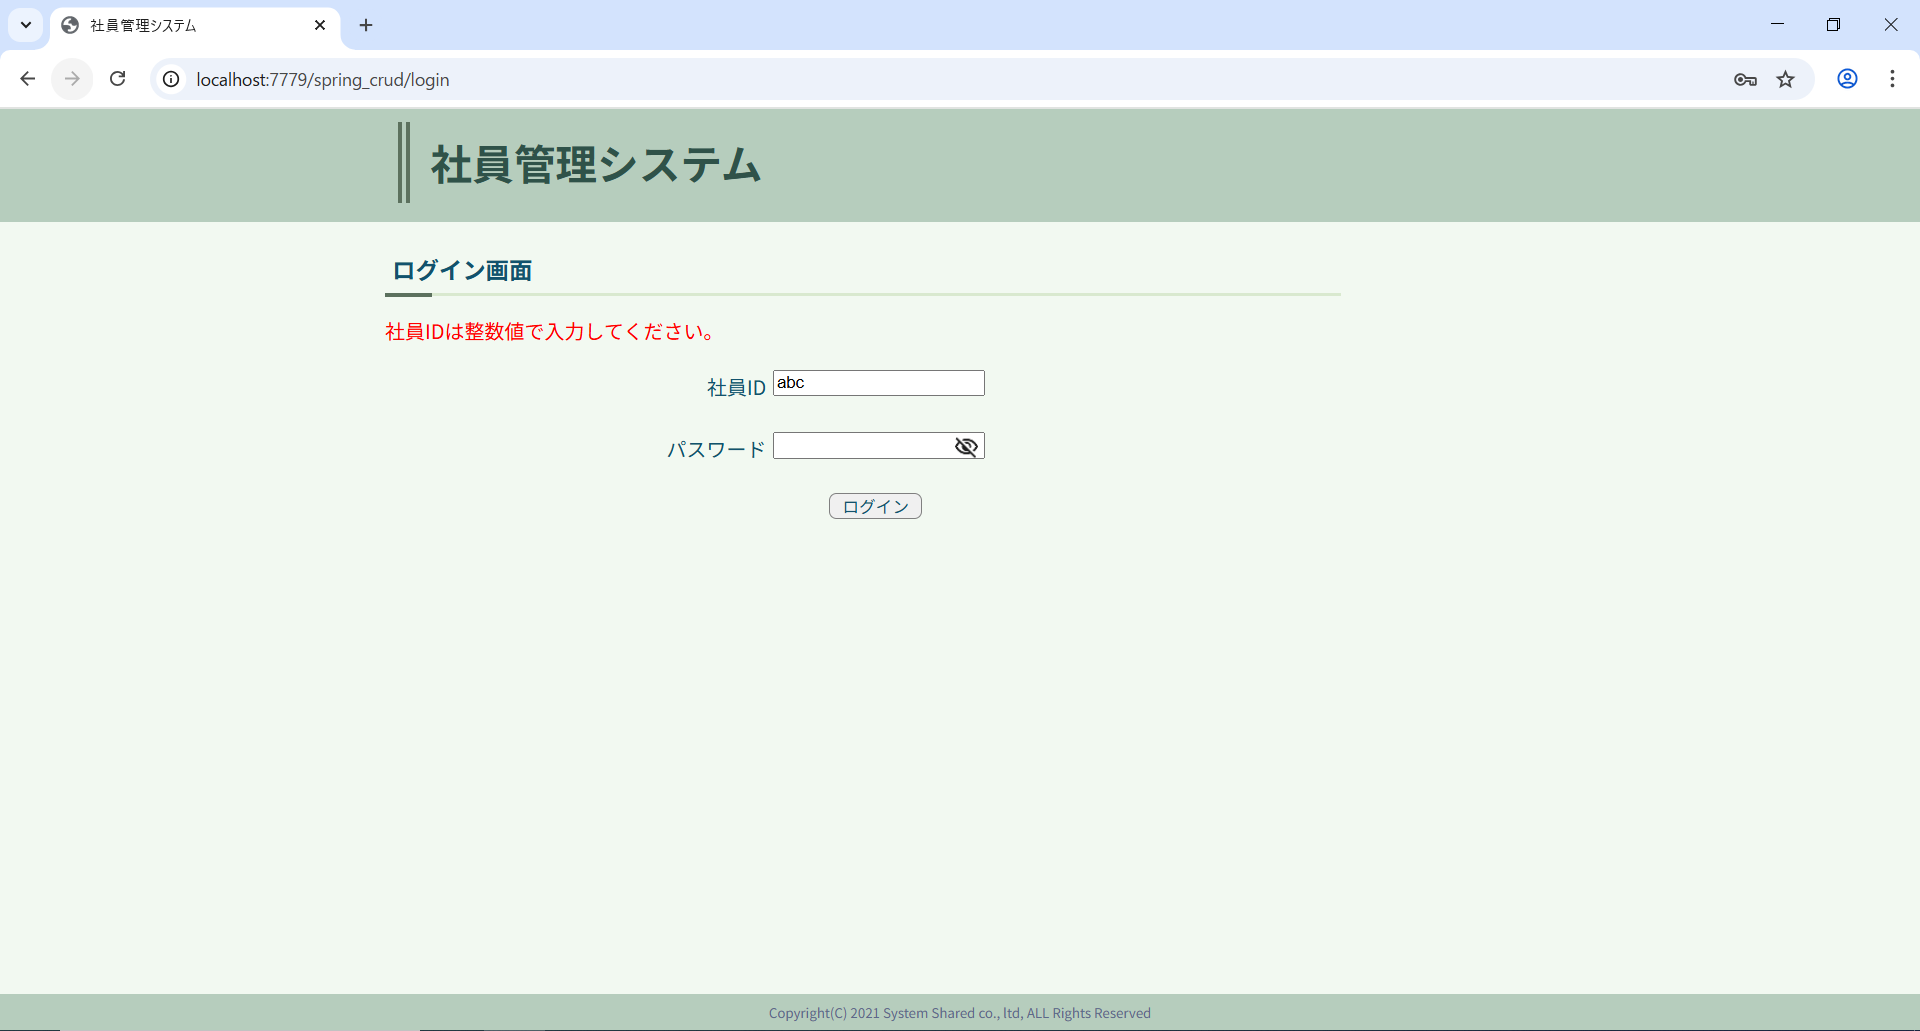 社員管理システム
localhost:7779/spring_crud/login
社員管理システム
ログイン画面
社員IDは整数値で入力してください。
社員ID abc
パスワード
ログイン
Copyright(C) 2021 System Shared co., ltd, ALL Rights Reserved